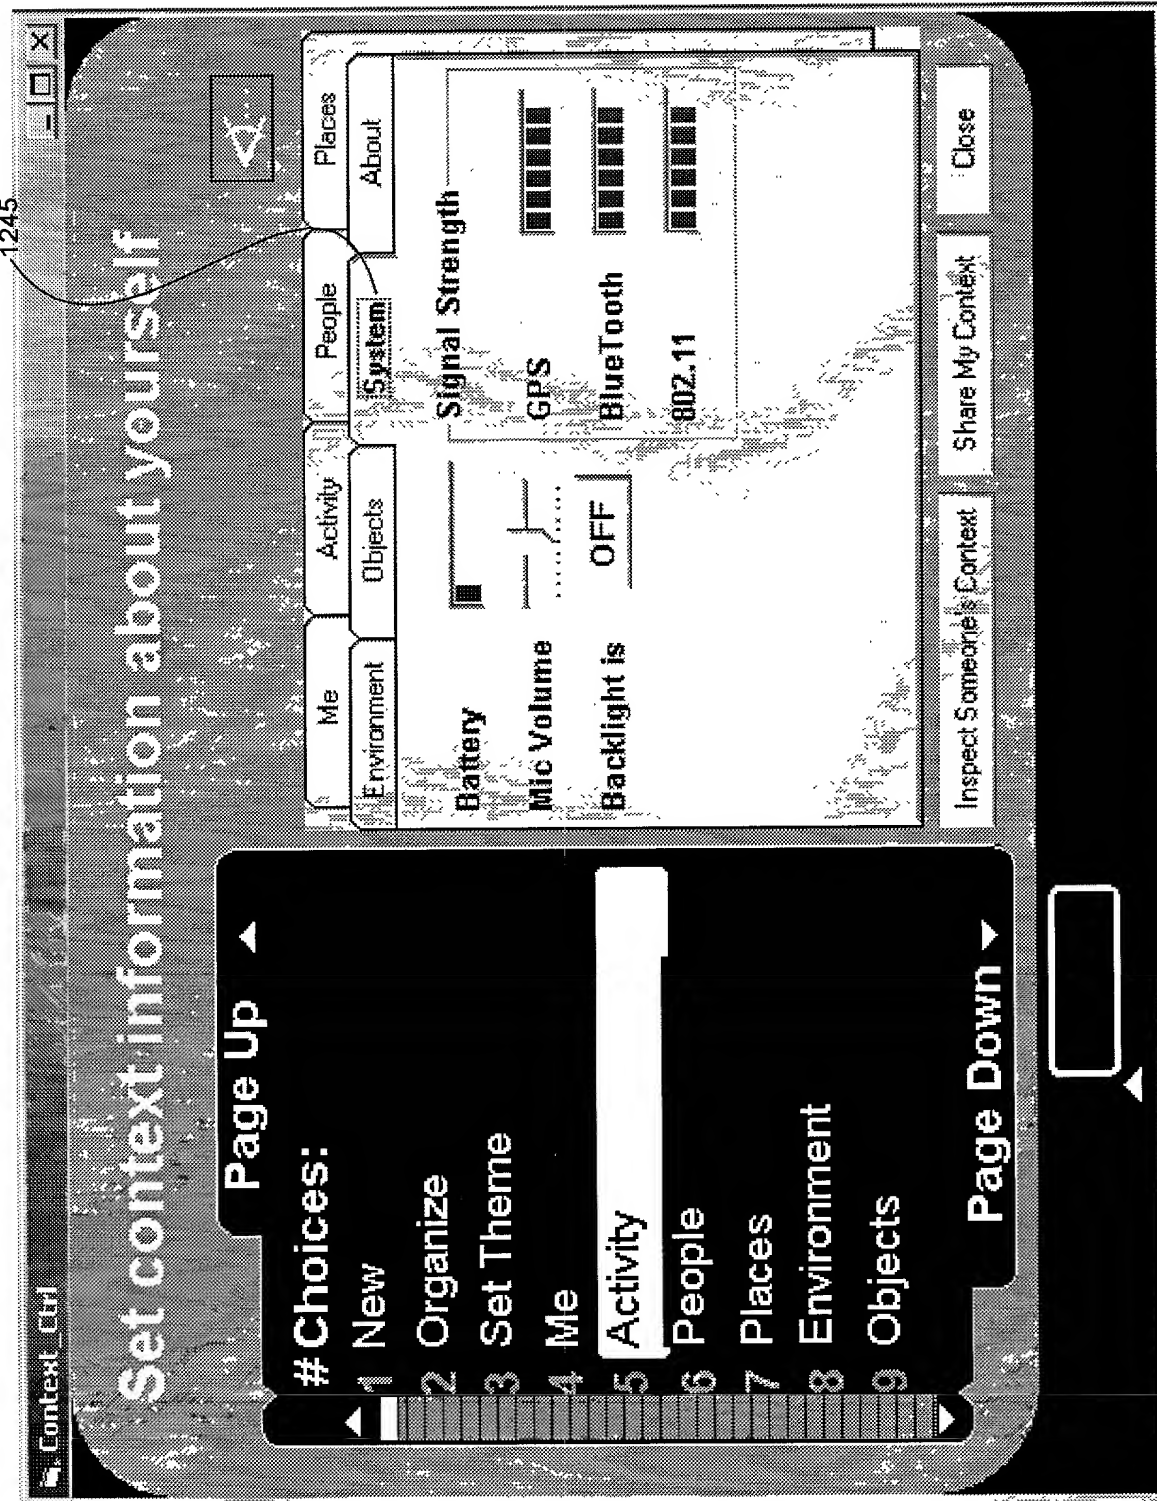 1245
Context_Ctrl
Set context information about yourself
Page Up
# Choices:
1 New
2 Organize
3 Set Theme
4 Me
5 Activity
6 People
7 Places
8 Environment
9 Objects
Page Down
Me Activity People Places
Environment Objects System About
Battery
Mic Volume
Backlight is OFF
Signal Strength
GPS
BlueTooth
802.11
Inspect Someone's Context Share My Context Close